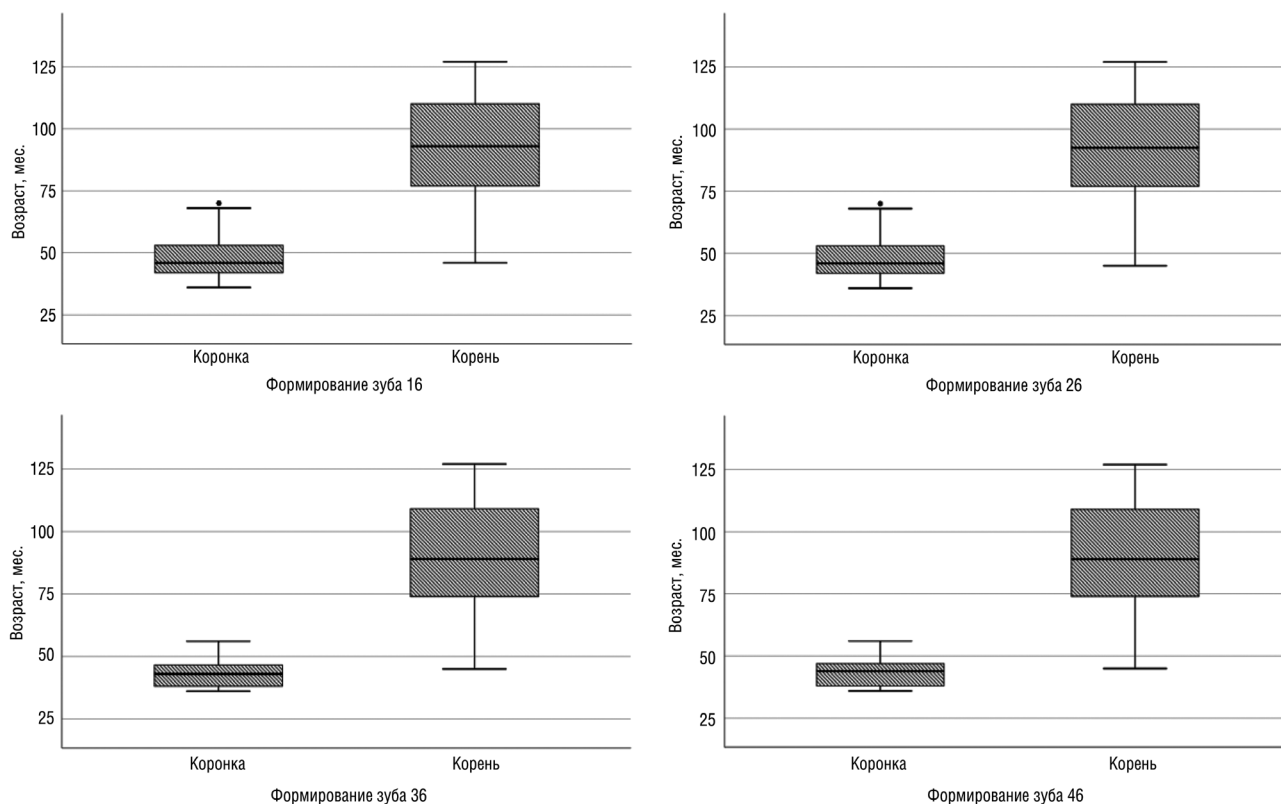 125
100
75
50
25
Возраст, мес.
Коронка
Корень
Формирование зуба 16
125
100
75
50
25
Возраст, мес.
Коронка
Корень
Формирование зуба 26
125
100
75
50
25
Возраст, мес.
Коронка
Корень
Формирование зуба 36
125
100
75
50
25
Возраст, мес.
Коронка
Корень
Формирование зуба 46